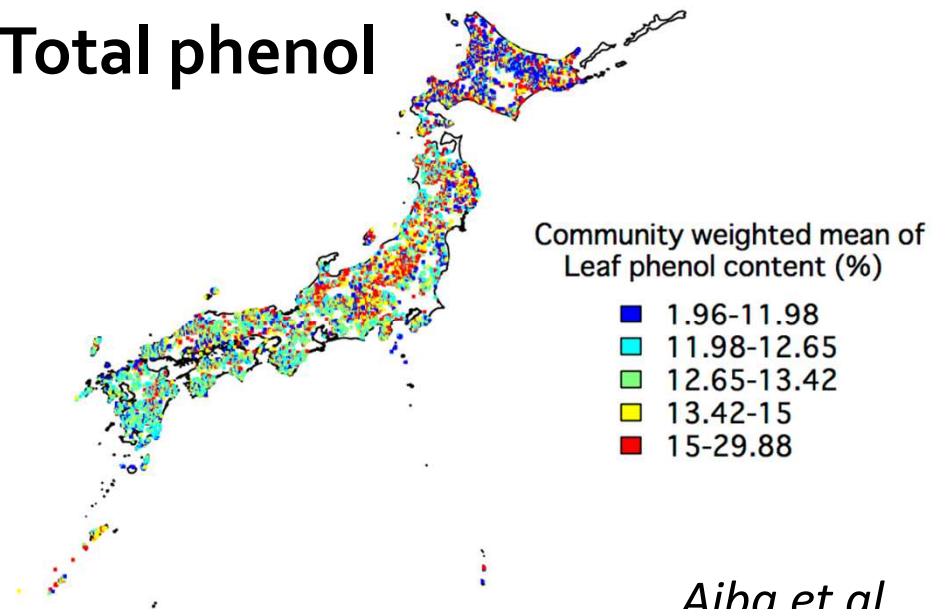 Total phenol
Community weighted mean of
Leaf phenol content (%)
1.96-11.98
11.98-12.65
12.65-13.42
13.42-15
15-29.88
Aiba et al